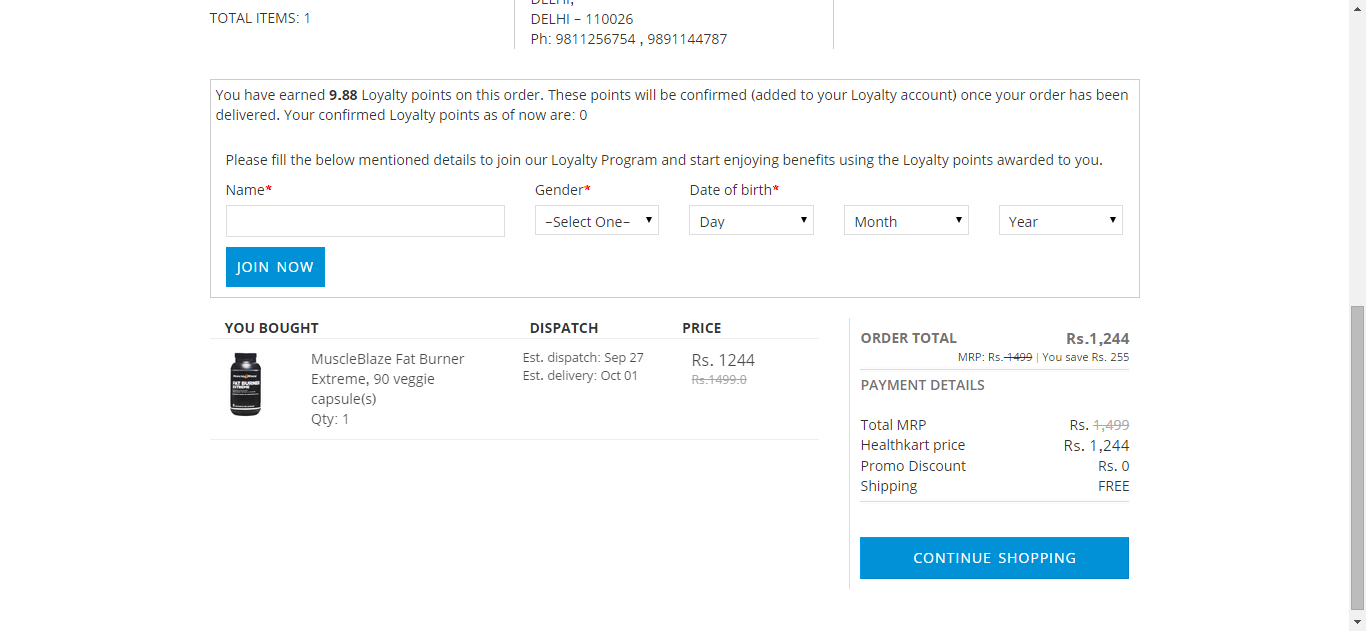 TOTAL ITEMS: 1
DELHI,
DELHI – 110026
Ph: 9811256754 , 9891144787
You have earned 9.88 Loyalty points on this order. These points will be confirmed (added to your Loyalty account) once your order has been
delivered. Your confirmed Loyalty points as of now are: 0
Please fill the below mentioned details to join our Loyalty Program and start enjoying benefits using the Loyalty points awarded to you.
Name* Gender* Date of birth*
–Select One– Day Month Year
JOIN NOW
YOU BOUGHT DISPATCH PRICE
MuscleBlaze Fat Burner
Extreme, 90 veggie
capsule(s)
Qty: 1
FAT BURNER
EXTREME
Est. dispatch: Sep 27
Est. delivery: Oct 01
Rs. 1244
Rs.1499.0
ORDER TOTAL Rs.1,244
MRP: Rs. 1499 | You save Rs. 255
PAYMENT DETAILS
Total MRP Rs. 1,499
Healthkart price Rs. 1,244
Promo Discount Rs. 0
Shipping FREE
CONTINUE SHOPPING